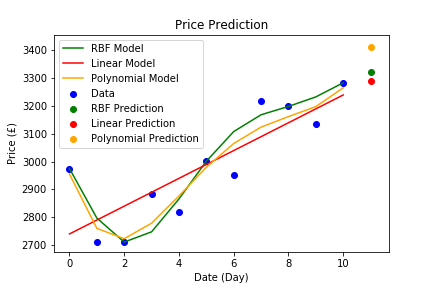 Price Prediction
RBF Model
Linear Model
Polynomial Model
Data
RBF Prediction
Linear Prediction
Polynomial Prediction
3400
3300
3200
3100
3000
2900
2800
2700
Price (£)
0 2 4 6 8 10
Date (Day)